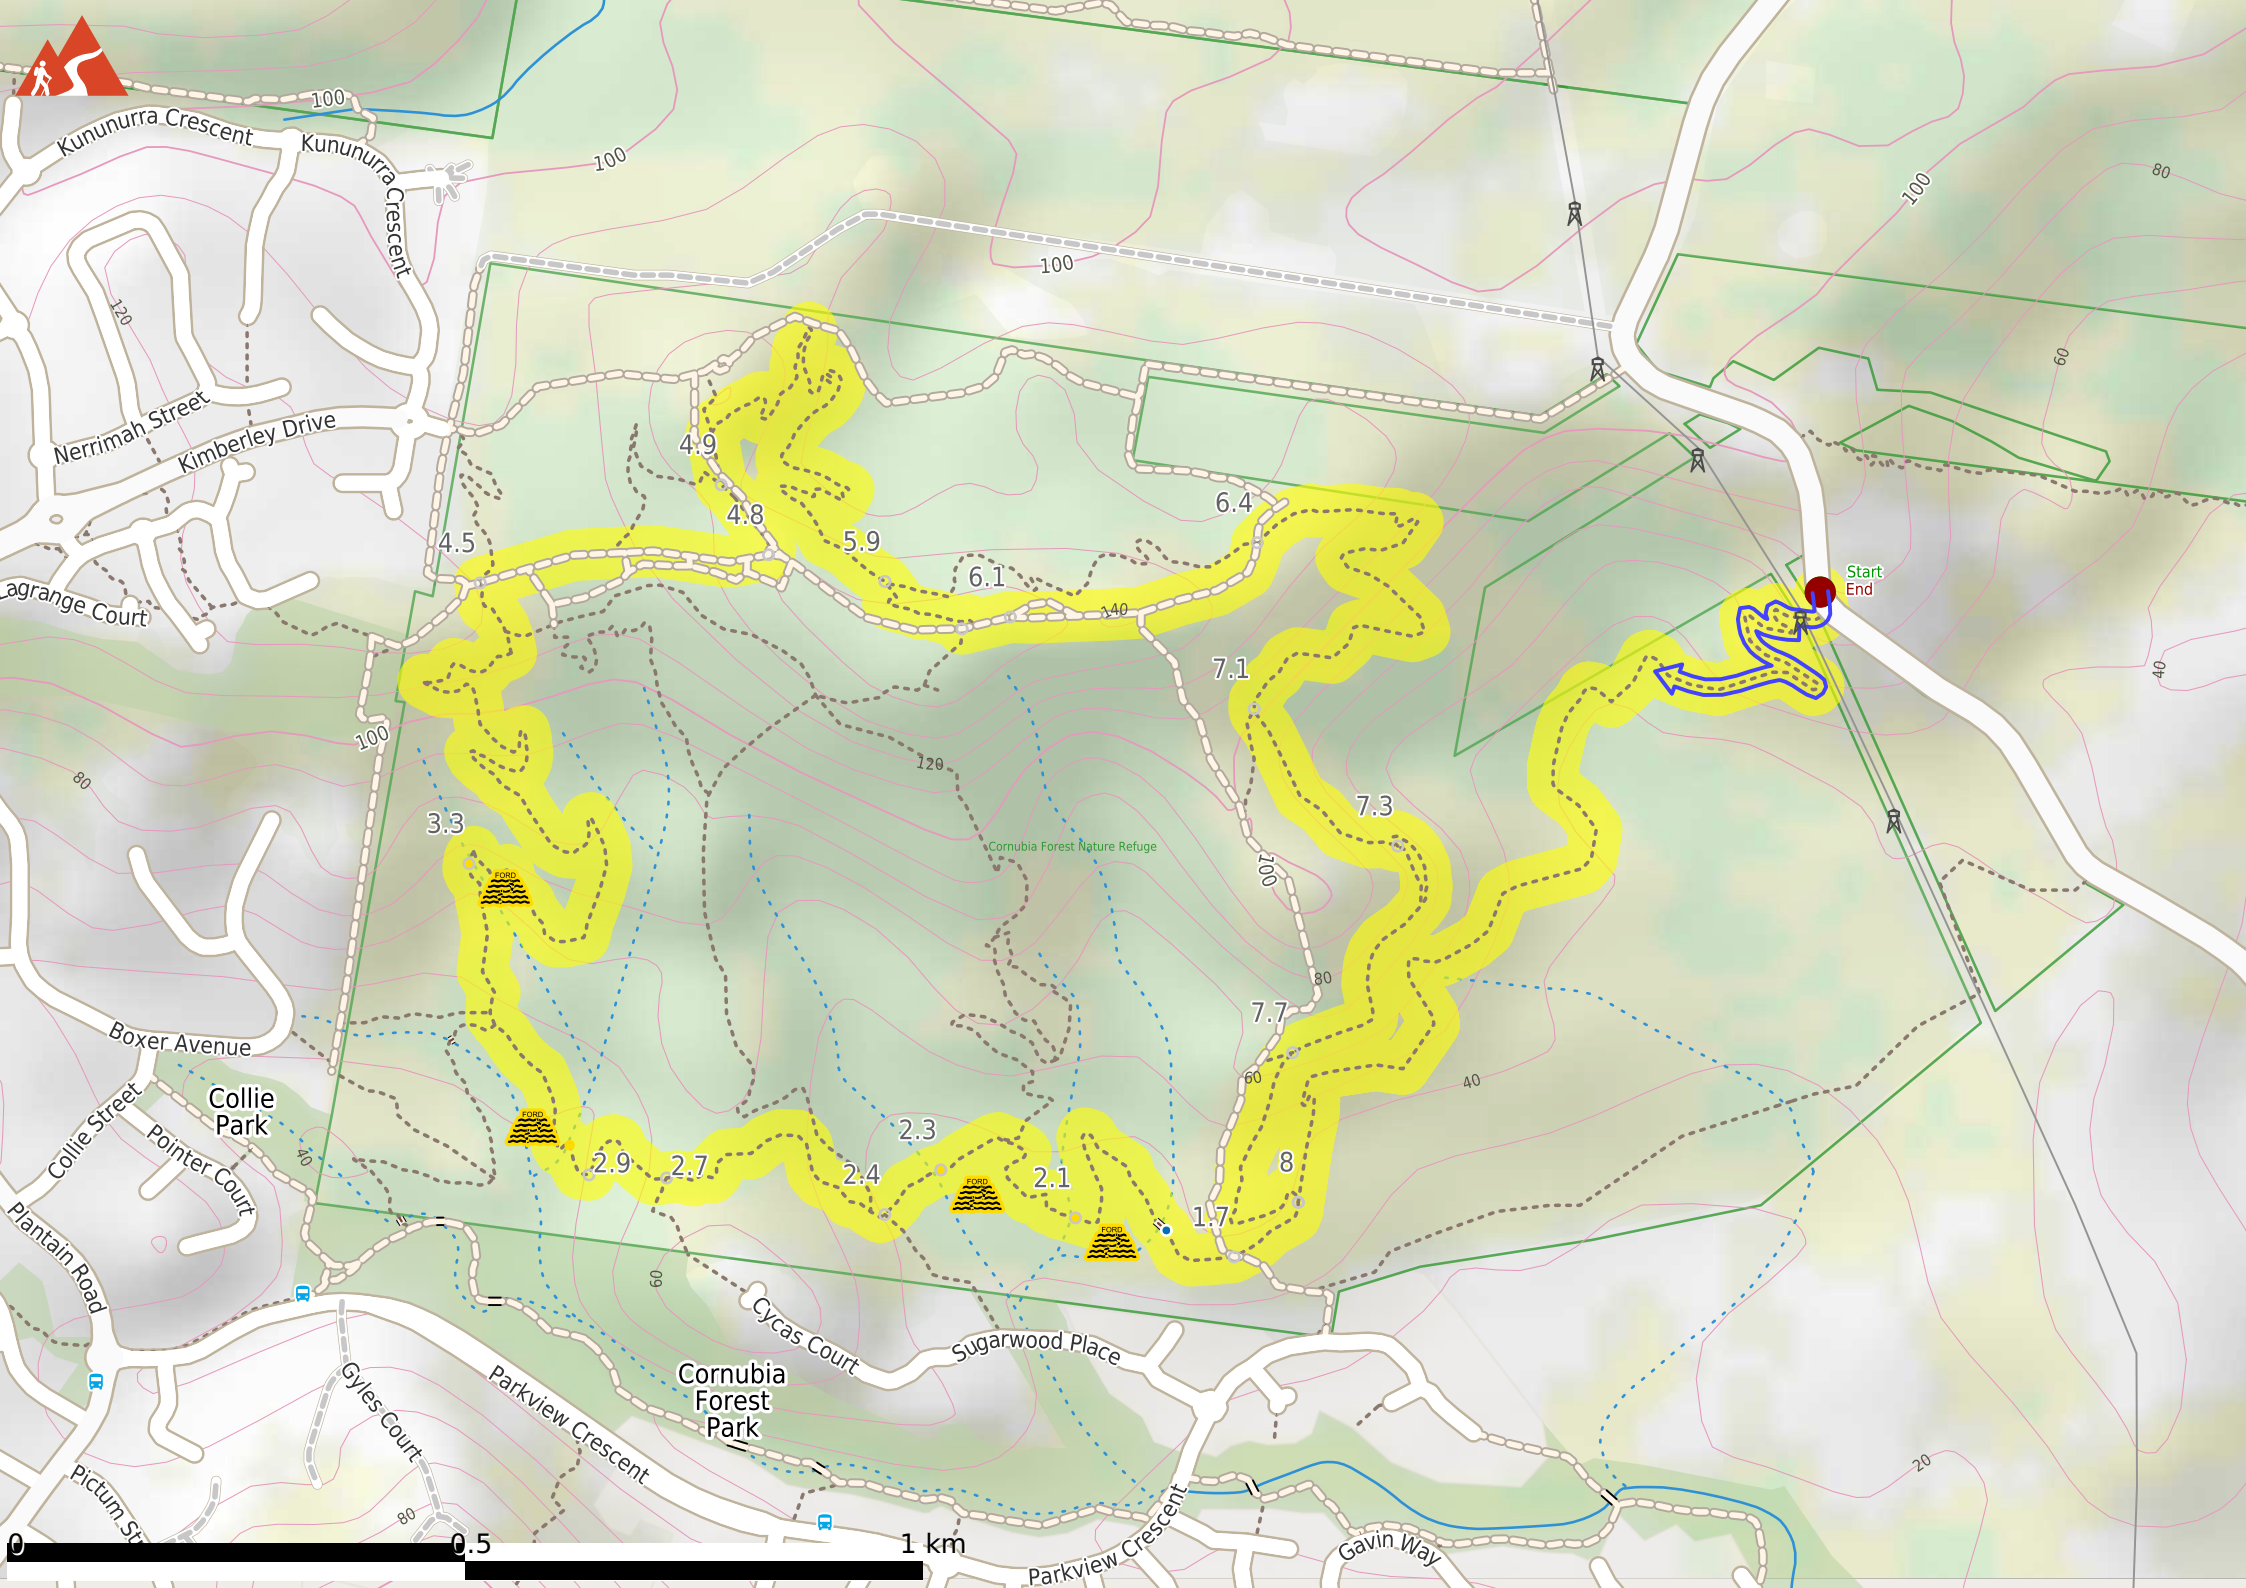 100
Kununurra Crescent
Kununurra Crescent
100
80
100
100
120
60
Nerrimah Street
Kimberley Drive
4.9
4.8
6.4
4.5
5.9
6.1
Start
End
Lagrange Court
140
7.1
40
100
80
120
3.3
7.3
FORD
Cornubia Forest Nature Refuge
100
80
7.7
Boxer Avenue
60
40
Collie
Park
Collie Street
Pointer Court
40
FORD
2.9
2.7
2.3
2.4
FORD
2.1
8
1.7
FORD
Plantain Road
60
Cycas Court
Sugarwood Place
Gyles Court
Parkview Crescent
Cornubia
Forest
Park
Pictum St
80
20
Parkview Crescent
Gavin Way
0
0.5
1 km